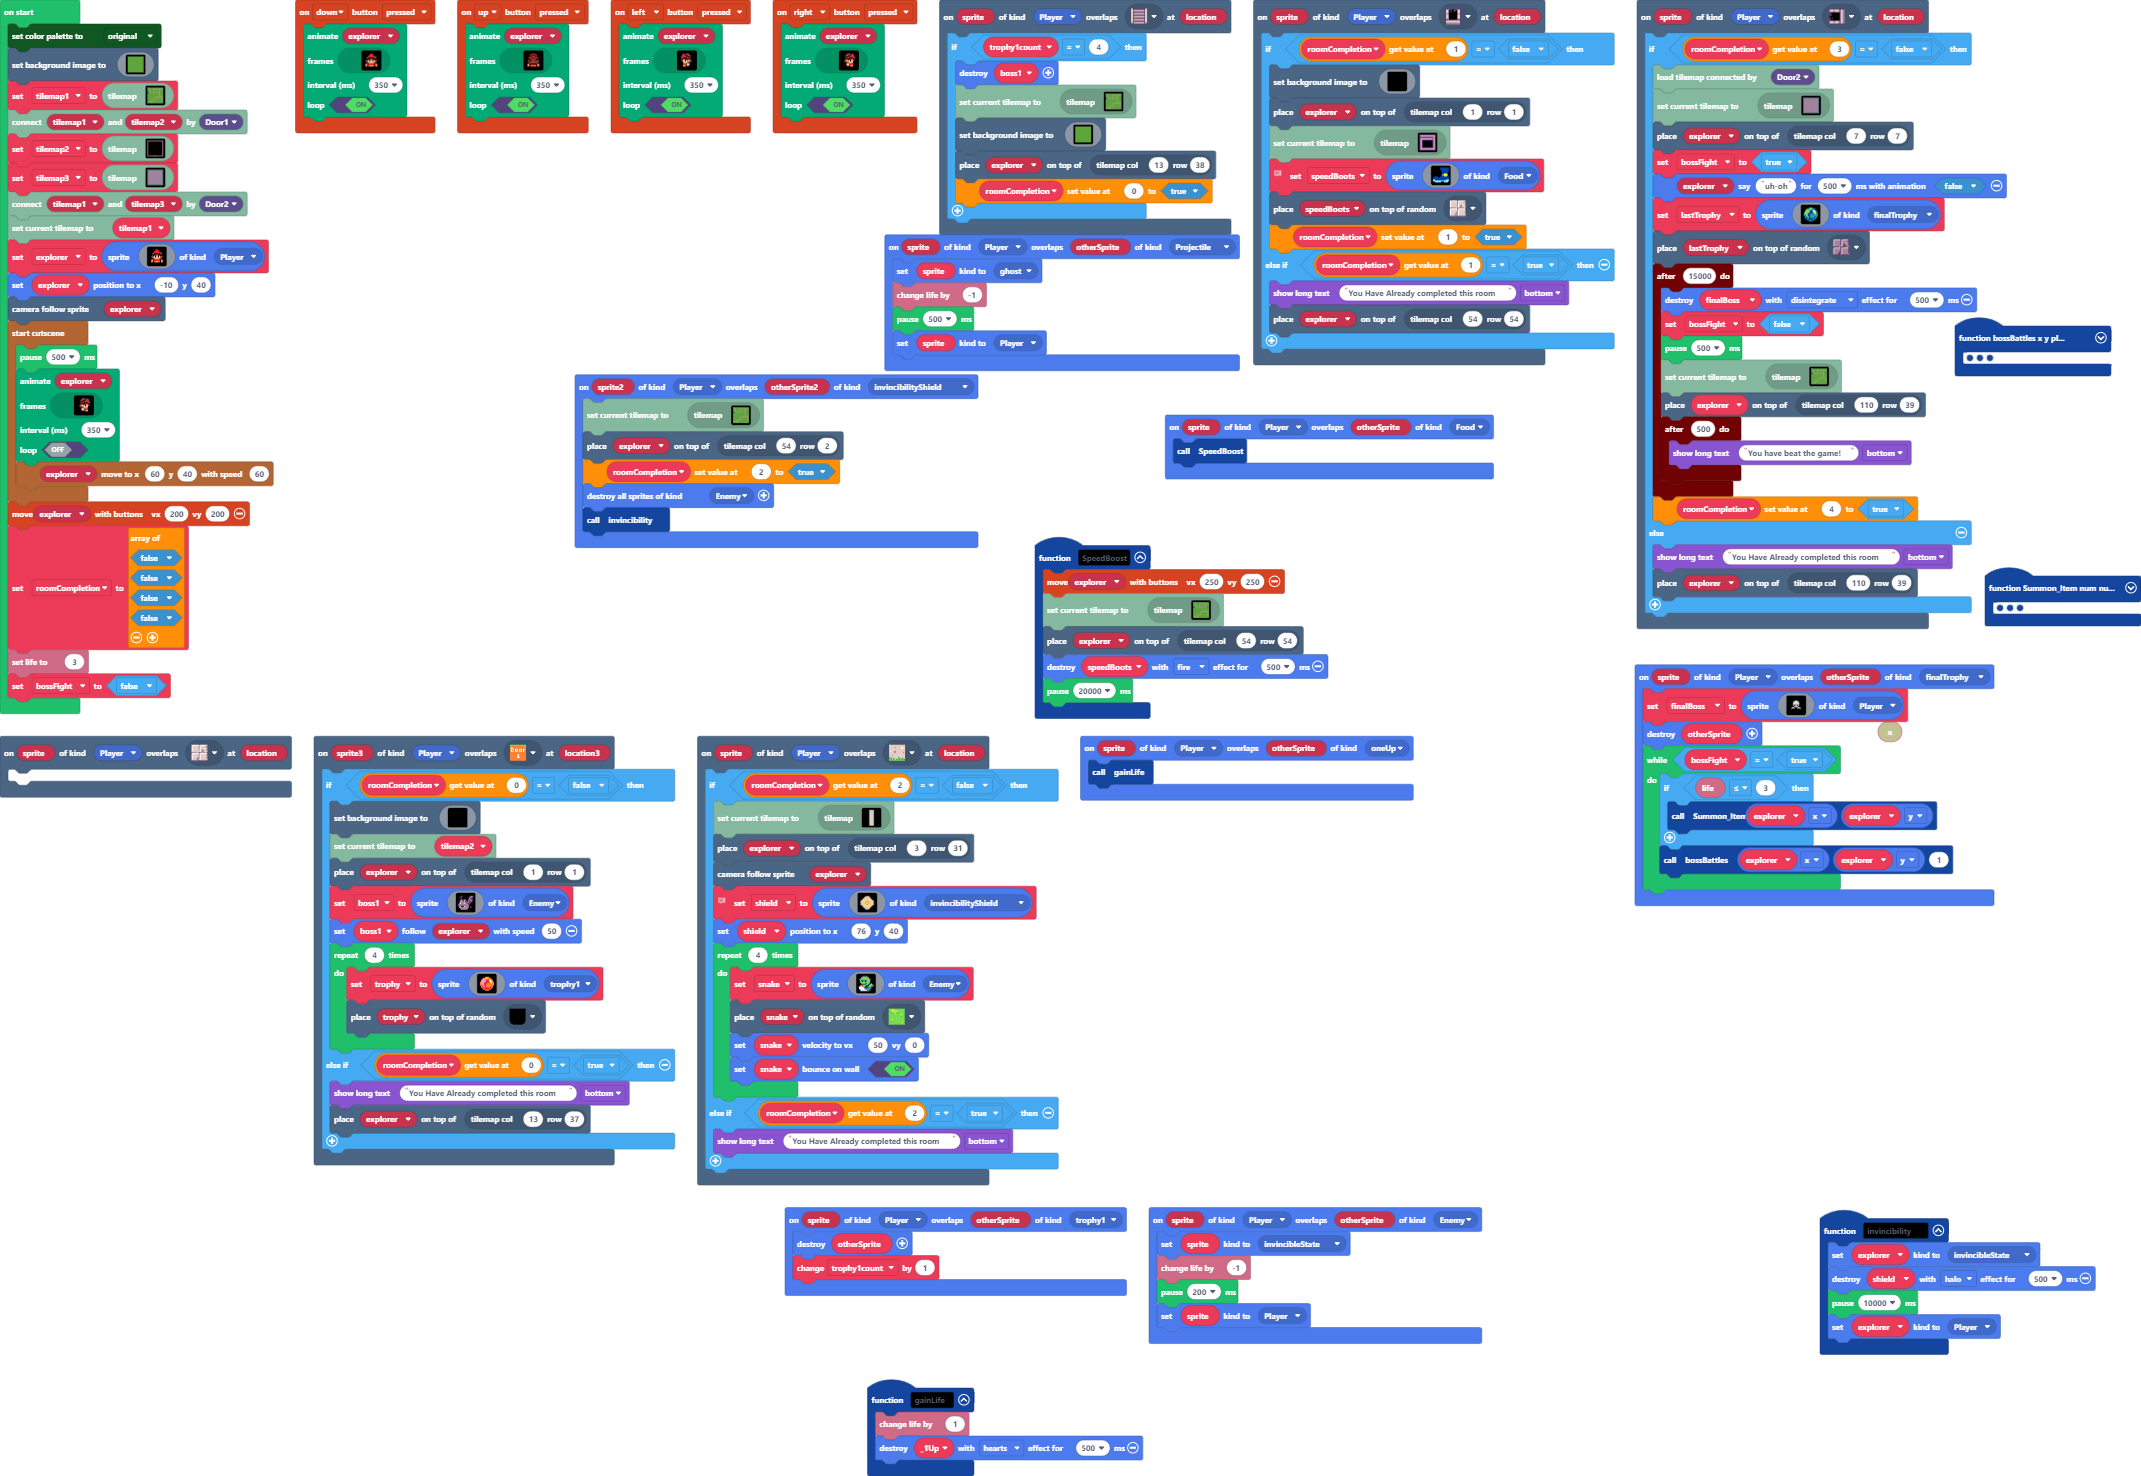 on start
set color palette to original
set background image to
set tilemap1 to tilemap
connect tilemap1 and tilemap2 by Door1
set tilemap2 to tilemap
set tilemap3 to tilemap
connect tilemap1 and tilemap3 by Door2
set current tilemap to tilemap1
set explorer to sprite of kind Player
set explorer position to x -10 y 40
camera follow sprite explorer
start cutscene
pause 500 ms
animate explorer
frames
interval (ms) 350
loop OFF
explorer move to x 60 y 40 with speed 60
move explorer with buttons vx 200 vy 200
set roomCompletion to array of
false
false
false
false
set life to 3
set bossFight to false
on down button pressed
animate explorer
frames
interval (ms) 350
loop ON
on up button pressed
animate explorer
frames
interval (ms) 350
loop ON
on left button pressed
animate explorer
frames
interval (ms) 350
loop ON
on right button pressed
animate explorer
frames
interval (ms) 350
loop ON
on sprite of kind Player overlaps at location
if trophy1count = 4 then
destroy boss1
set current tilemap to tilemap
set background image to
place explorer on top of tilemap col 13 row 38
roomCompletion set value at 0 to true
on sprite of kind Player overlaps otherSprite of kind Projectile
set sprite kind to ghost
change life by -1
pause 500 ms
set sprite kind to Player
on sprite of kind Player overlaps at location
if roomCompletion get value at 1 = false then
set background image to
place explorer on top of tilemap col 1 row 1
set current tilemap to tilemap
set speedBoots to sprite of kind Food
place speedBoots on top of random
roomCompletion set value at 1 to true
else if roomCompletion get value at 1 = true then
show long text "You Have Already completed this room" bottom
place explorer on top of tilemap col 54 row 54
on sprite of kind Player overlaps at location
if roomCompletion get value at 3 = false then
load tilemap connected by Door2
set current tilemap to tilemap
place explorer on top of tilemap col 7 row 7
set bossFight to true
explorer say "uh-oh" for 500 ms with animation false
set lastTrophy to sprite of kind finalTrophy
place lastTrophy on top of random
after 15000 do
destroy finalBoss with disintegrate effect for 500 ms
set bossFight to false
pause 500 ms
set current tilemap to tilemap
place explorer on top of tilemap col 110 row 39
after 500 do
show long text "You have beat the game!" bottom
roomCompletion set value at 4 to true
else
show long text "You Have Already completed this room" bottom
place explorer on top of tilemap col 110 row 39
function bossBattles x y pl...
function Summon_Item num nu...
on sprite2 of kind Player overlaps otherSprite2 of kind invincibilityShield
set current tilemap to tilemap
place explorer on top of tilemap col 54 row 2
roomCompletion set value at 2 to true
destroy all sprites of kind Enemy
call invincibility
on sprite of kind Player overlaps otherSprite of kind Food
call SpeedBoost
function SpeedBoost
move explorer with buttons vx 250 vy 250
set current tilemap to tilemap
place explorer on top of tilemap col 54 row 54
destroy speedBoots with fire effect for 500 ms
pause 20000 ms
on sprite of kind Player overlaps otherSprite of kind finalTrophy
set finalBoss to sprite of kind Player
destroy otherSprite
x
while bossFight = true
do
if life ≤ 3 then
call Summon_Item explorer x explorer y
call bossBattles explorer x explorer y 1
on sprite of kind Player overlaps at location
on sprite3 of kind Player overlaps at location3
if roomCompletion get value at 0 = false then
set background image to
set current tilemap to tilemap2
place explorer on top of tilemap col 1 row 1
set boss1 to sprite of kind Enemy
set boss1 follow explorer with speed 50
repeat 4 times
do
set trophy to sprite of kind trophy1
place trophy on top of random
else if roomCompletion get value at 0 = true then
show long text "You Have Already completed this room" bottom
place explorer on top of tilemap col 13 row 37
on sprite of kind Player overlaps at location
if roomCompletion get value at 2 = false then
set current tilemap to tilemap
place explorer on top of tilemap col 3 row 31
camera follow sprite explorer
set shield to sprite of kind invincibilityShield
set shield position to x 76 y 40
repeat 4 times
do
set snake to sprite of kind Enemy
place snake on top of random
set snake velocity to vx 50 vy 0
set snake bounce on wall ON
else if roomCompletion get value at 2 = true then
show long text "You Have Already completed this room" bottom
on sprite of kind Player overlaps otherSprite of kind oneUp
call gainLife
on sprite of kind Player overlaps otherSprite of kind trophy1
destroy otherSprite
change trophy1count by 1
on sprite of kind Player overlaps otherSprite of kind Enemy
set sprite kind to invincibleState
change life by -1
pause 200 ms
set sprite kind to Player
function invincibility
set explorer kind to invincibleState
destroy shield with halo effect for 500 ms
pause 10000 ms
set explorer kind to Player
function gainLife
change life by 1
destroy _1Up with hearts effect for 500 ms